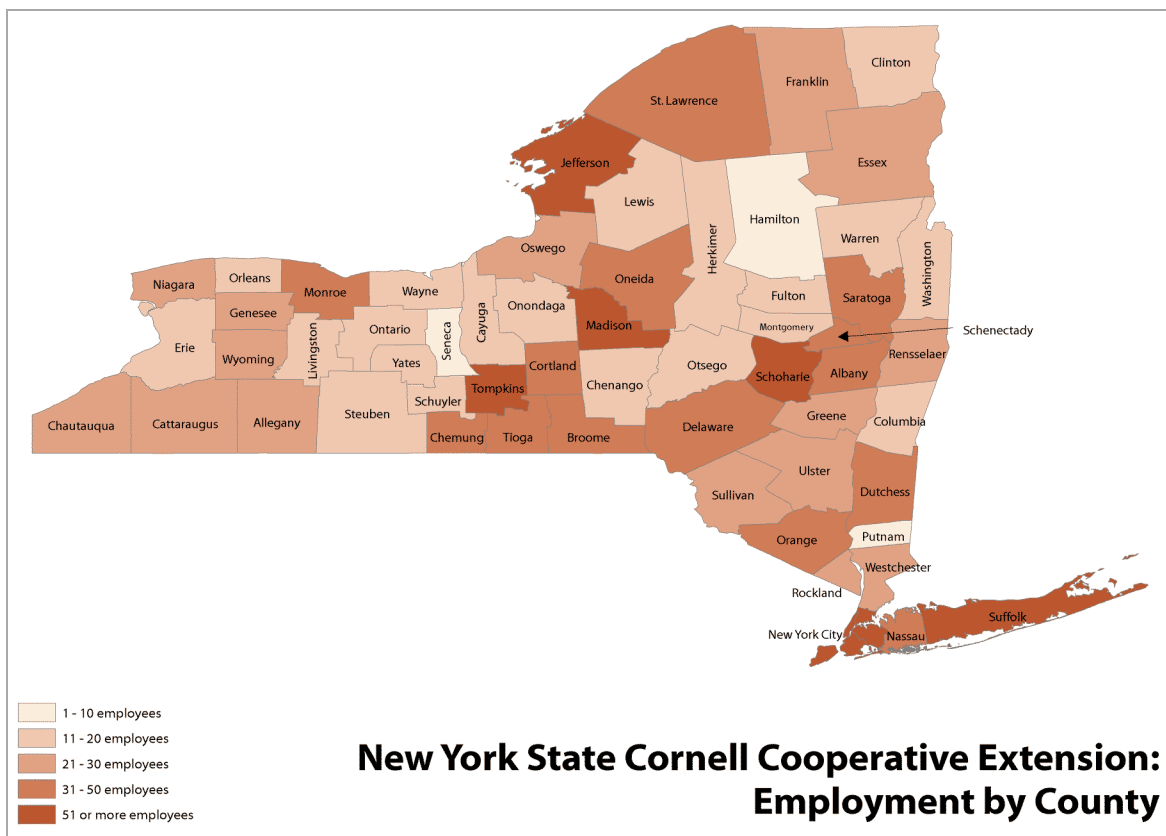 Clinton
Franklin
St. Lawrence
Jefferson
Essex
Lewis
Hamilton
Herkimer
Warren
Washington
Oswego
Oneida
Niagara
Orleans
Monroe
Wayne
Cayuga
Onondaga
Madison
Fulton
Saratoga
Genesee
Montgomery
Schenectady
Erie
Wyoming
Livingston
Ontario
Yates
Seneca
Rensselaer
Cortland
Chenango
Otsego
Schoharie
Albany
Tompkins
Schuyler
Steuben
Chautauqua
Cattaraugus
Allegany
Chemung
Tioga
Broome
Delaware
Greene
Columbia
Ulster
Sullivan
Dutchess
Orange
Putnam
Westchester
Rockland
New York City
Nassau
Suffolk
1 - 10 employees
11 - 20 employees
21 - 30 employees
31 - 50 employees
51 or more employees
New York State Cornell Cooperative Extension:
Employment by County